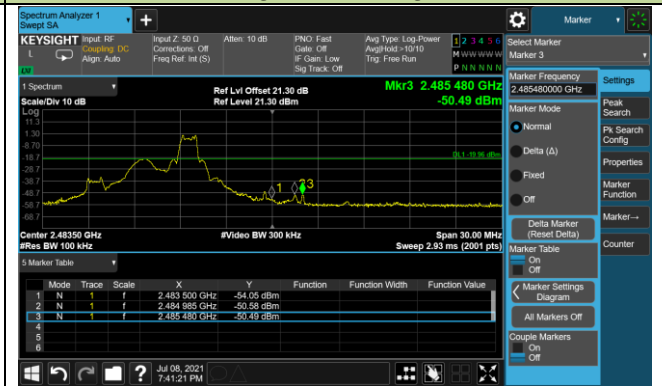 Spectrum Analyzer 1
Swept SA
Marker
KEYSIGHT
L
Input: RF
Coupling: DC
Align: Auto
Input Z: 50 Ω
Corrections: Off
Freq Ref: Int (S)
Atten: 10 dB
PNO: Fast
Gate: Off
IF Gain: Low
Sig Track: Off
Avg Type: Log-Power
Avg|Hold:>10/10
Trig: Free Run
1 2 3 4 5 6
M W W W W W
P N N N N N
Select Marker
Marker 3
1 Spectrum
Scale/Div 10 dB
Ref Lvl Offset 21.30 dB
Ref Level 21.30 dBm
Mkr3 2.485 480 GHz
-50.49 dBm
Log
11.3
1.30
-8.70
-18.7
-28.7
-38.7
-48.7
-58.7
-68.7
DL1 -19.96 dBm
1
3
Center 2.48350 GHz
#Res BW 100 kHz
#Video BW 300 kHz
Span 30.00 MHz
Sweep 2.93 ms (2001 pts)
5 Marker Table
Mode Trace Scale X Y Function Function Width Function Value
1 N 1 f 2.483 500 GHz -54.05 dBm
2 N 1 f 2.484 985 GHz -50.58 dBm
3 N 1 f 2.485 480 GHz -50.49 dBm
4
5
6
Marker Frequency
2.485480000 GHz
Marker Mode
Normal
Delta (Δ)
Fixed
Off
Delta Marker
(Reset Delta)
Marker Table
On
Off
Marker Settings
Diagram
All Markers Off
Couple Markers
On
Off
Settings
Peak
Search
Pk Search
Config
Properties
Marker
Function
Marker→
Counter
?
Jul 08, 2021
7:41:21 PM